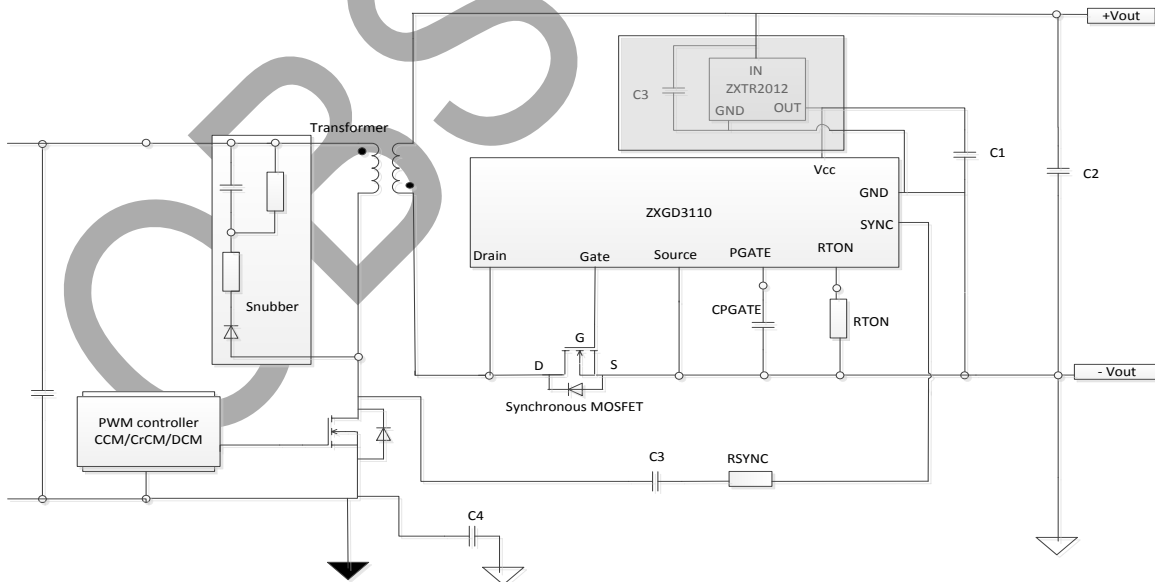 +Vout
IN
ZXTR2012
C3
OUT
GND
Transformer
C1
Vcc
C2
GND
ZXGD3110
SYNC
Drain
Gate
Source
PGATE
RTON
Snubber
CPGATE
RTON
G
D
S
- Vout
Synchronous MOSFET
PWM controller
CCM/CrCM/DCM
C3
RSYNC
C4